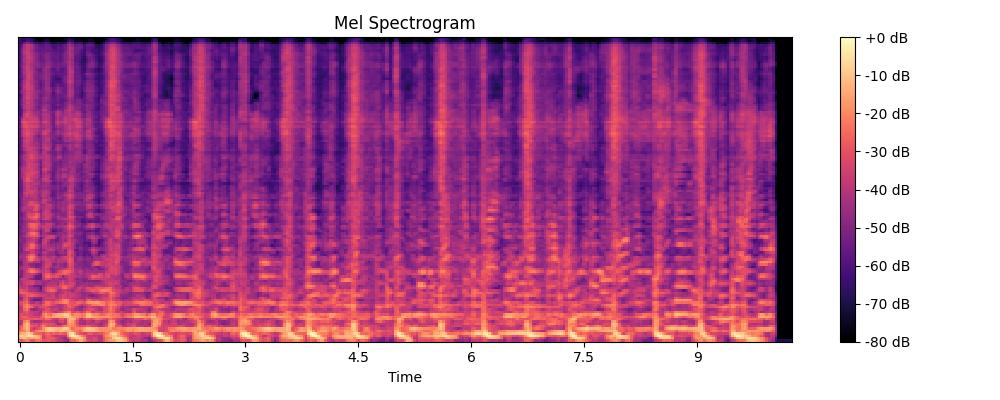 Mel Spectrogram
+0 dB
-10 dB
-20 dB
-30 dB
-40 dB
-50 dB
-60 dB
-70 dB
-80 dB
0 1.5 3 4.5 6 7.5 9
Time